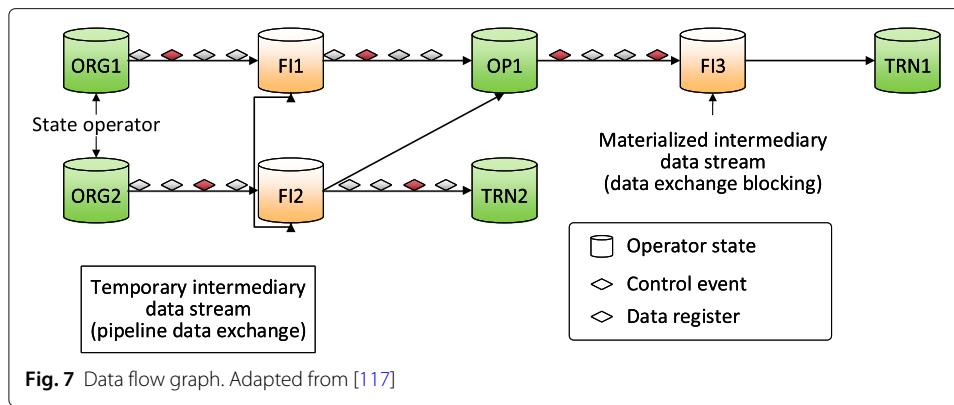 ORG1
FI1
OP1
FI3
TRN1
State operator
Materialized intermediary
data stream
(data exchange blocking)
ORG2
FI2
TRN2
Temporary intermediary
data stream
(pipeline data exchange)
Operator state
Control event
Data register
Fig. 7 Data flow graph. Adapted from [117]